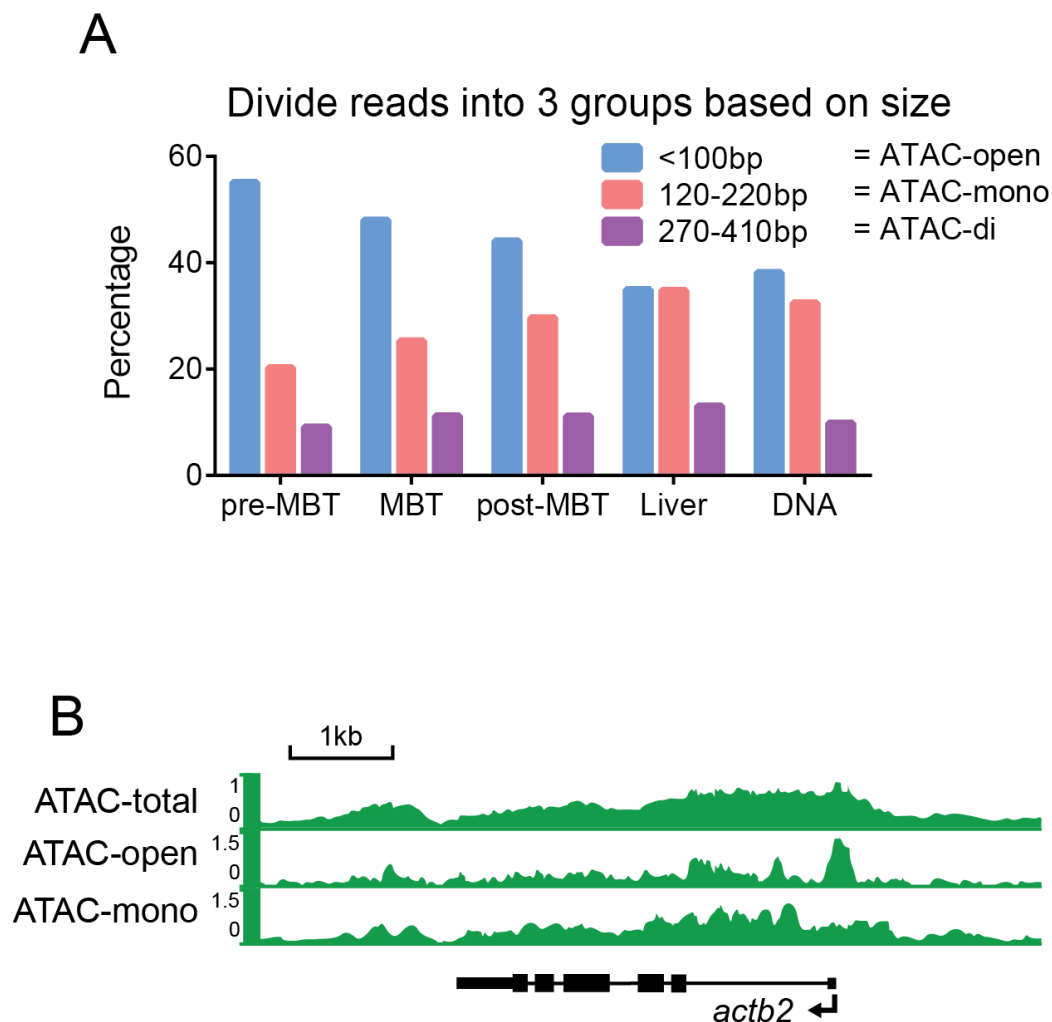 A
Divide reads into 3 groups based on size
<100bp = ATAC-open
120-220bp = ATAC-mono
270-410bp = ATAC-di
Percentage
60
40
20
0
pre-MBT MBT post-MBT Liver DNA
B
1kb
ATAC-total 1 0
ATAC-open 1.5 0
ATAC-mono 1.5 0
actb2